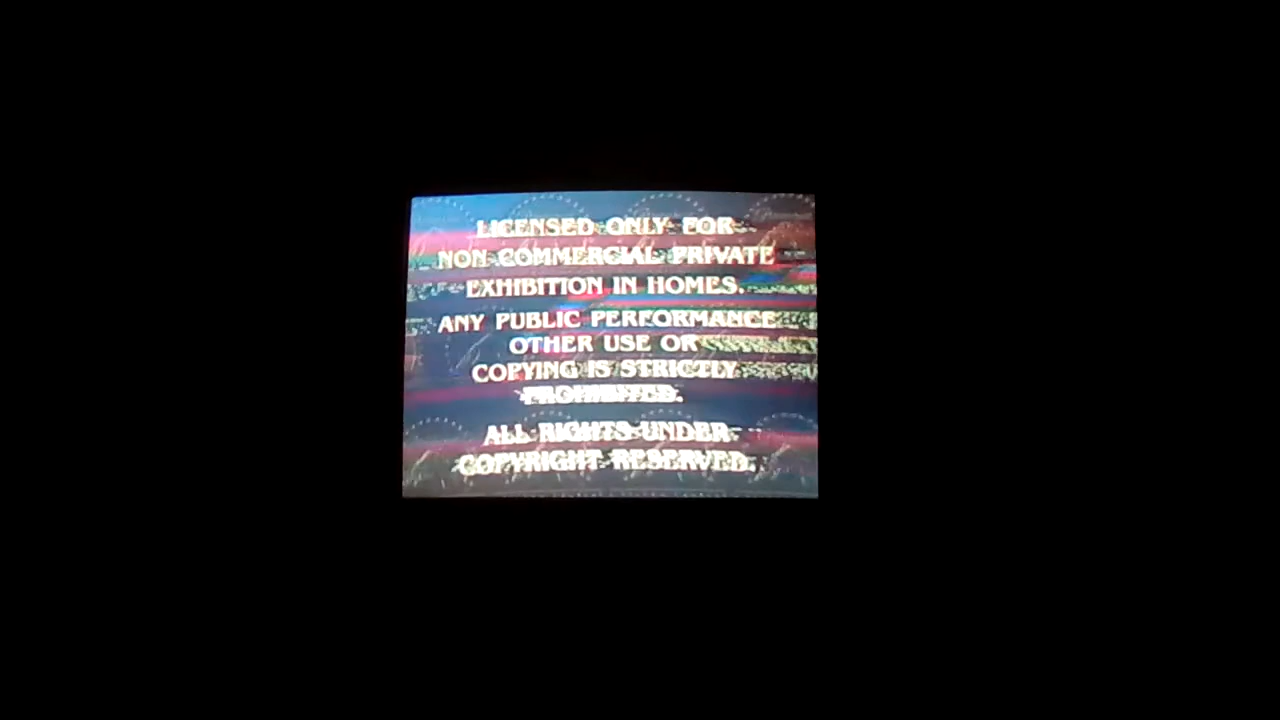 LICENSED ONLY FOR
NON COMMERCIAL PRIVATE
EXHIBITION IN HOMES.
ANY PUBLIC PERFORMANCE
OTHER USE OR
COPYING IS STRICTLY
PROHIBITED.
ALL RIGHTS UNDER
COPYRIGHT RESERVED.